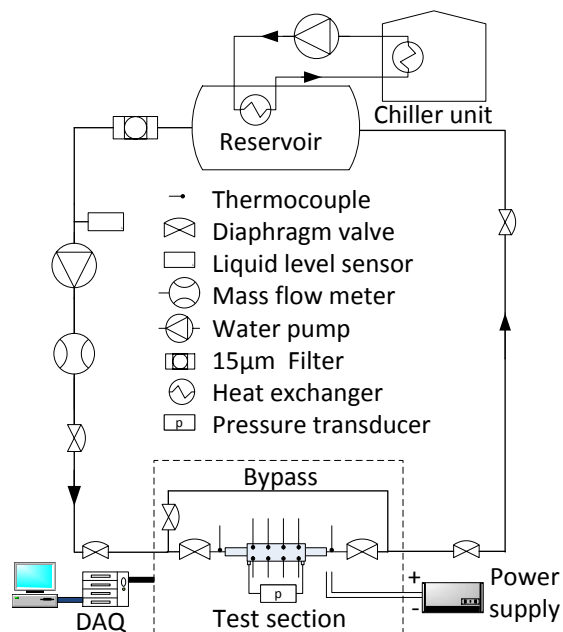 Chiller unit
Reservoir
Thermocouple
Diaphragm valve
Liquid level sensor
Mass flow meter
Water pump
15µm Filter
Heat exchanger
p
Pressure transducer
Bypass
+
-
Power
supply
p
DAQ
Test section